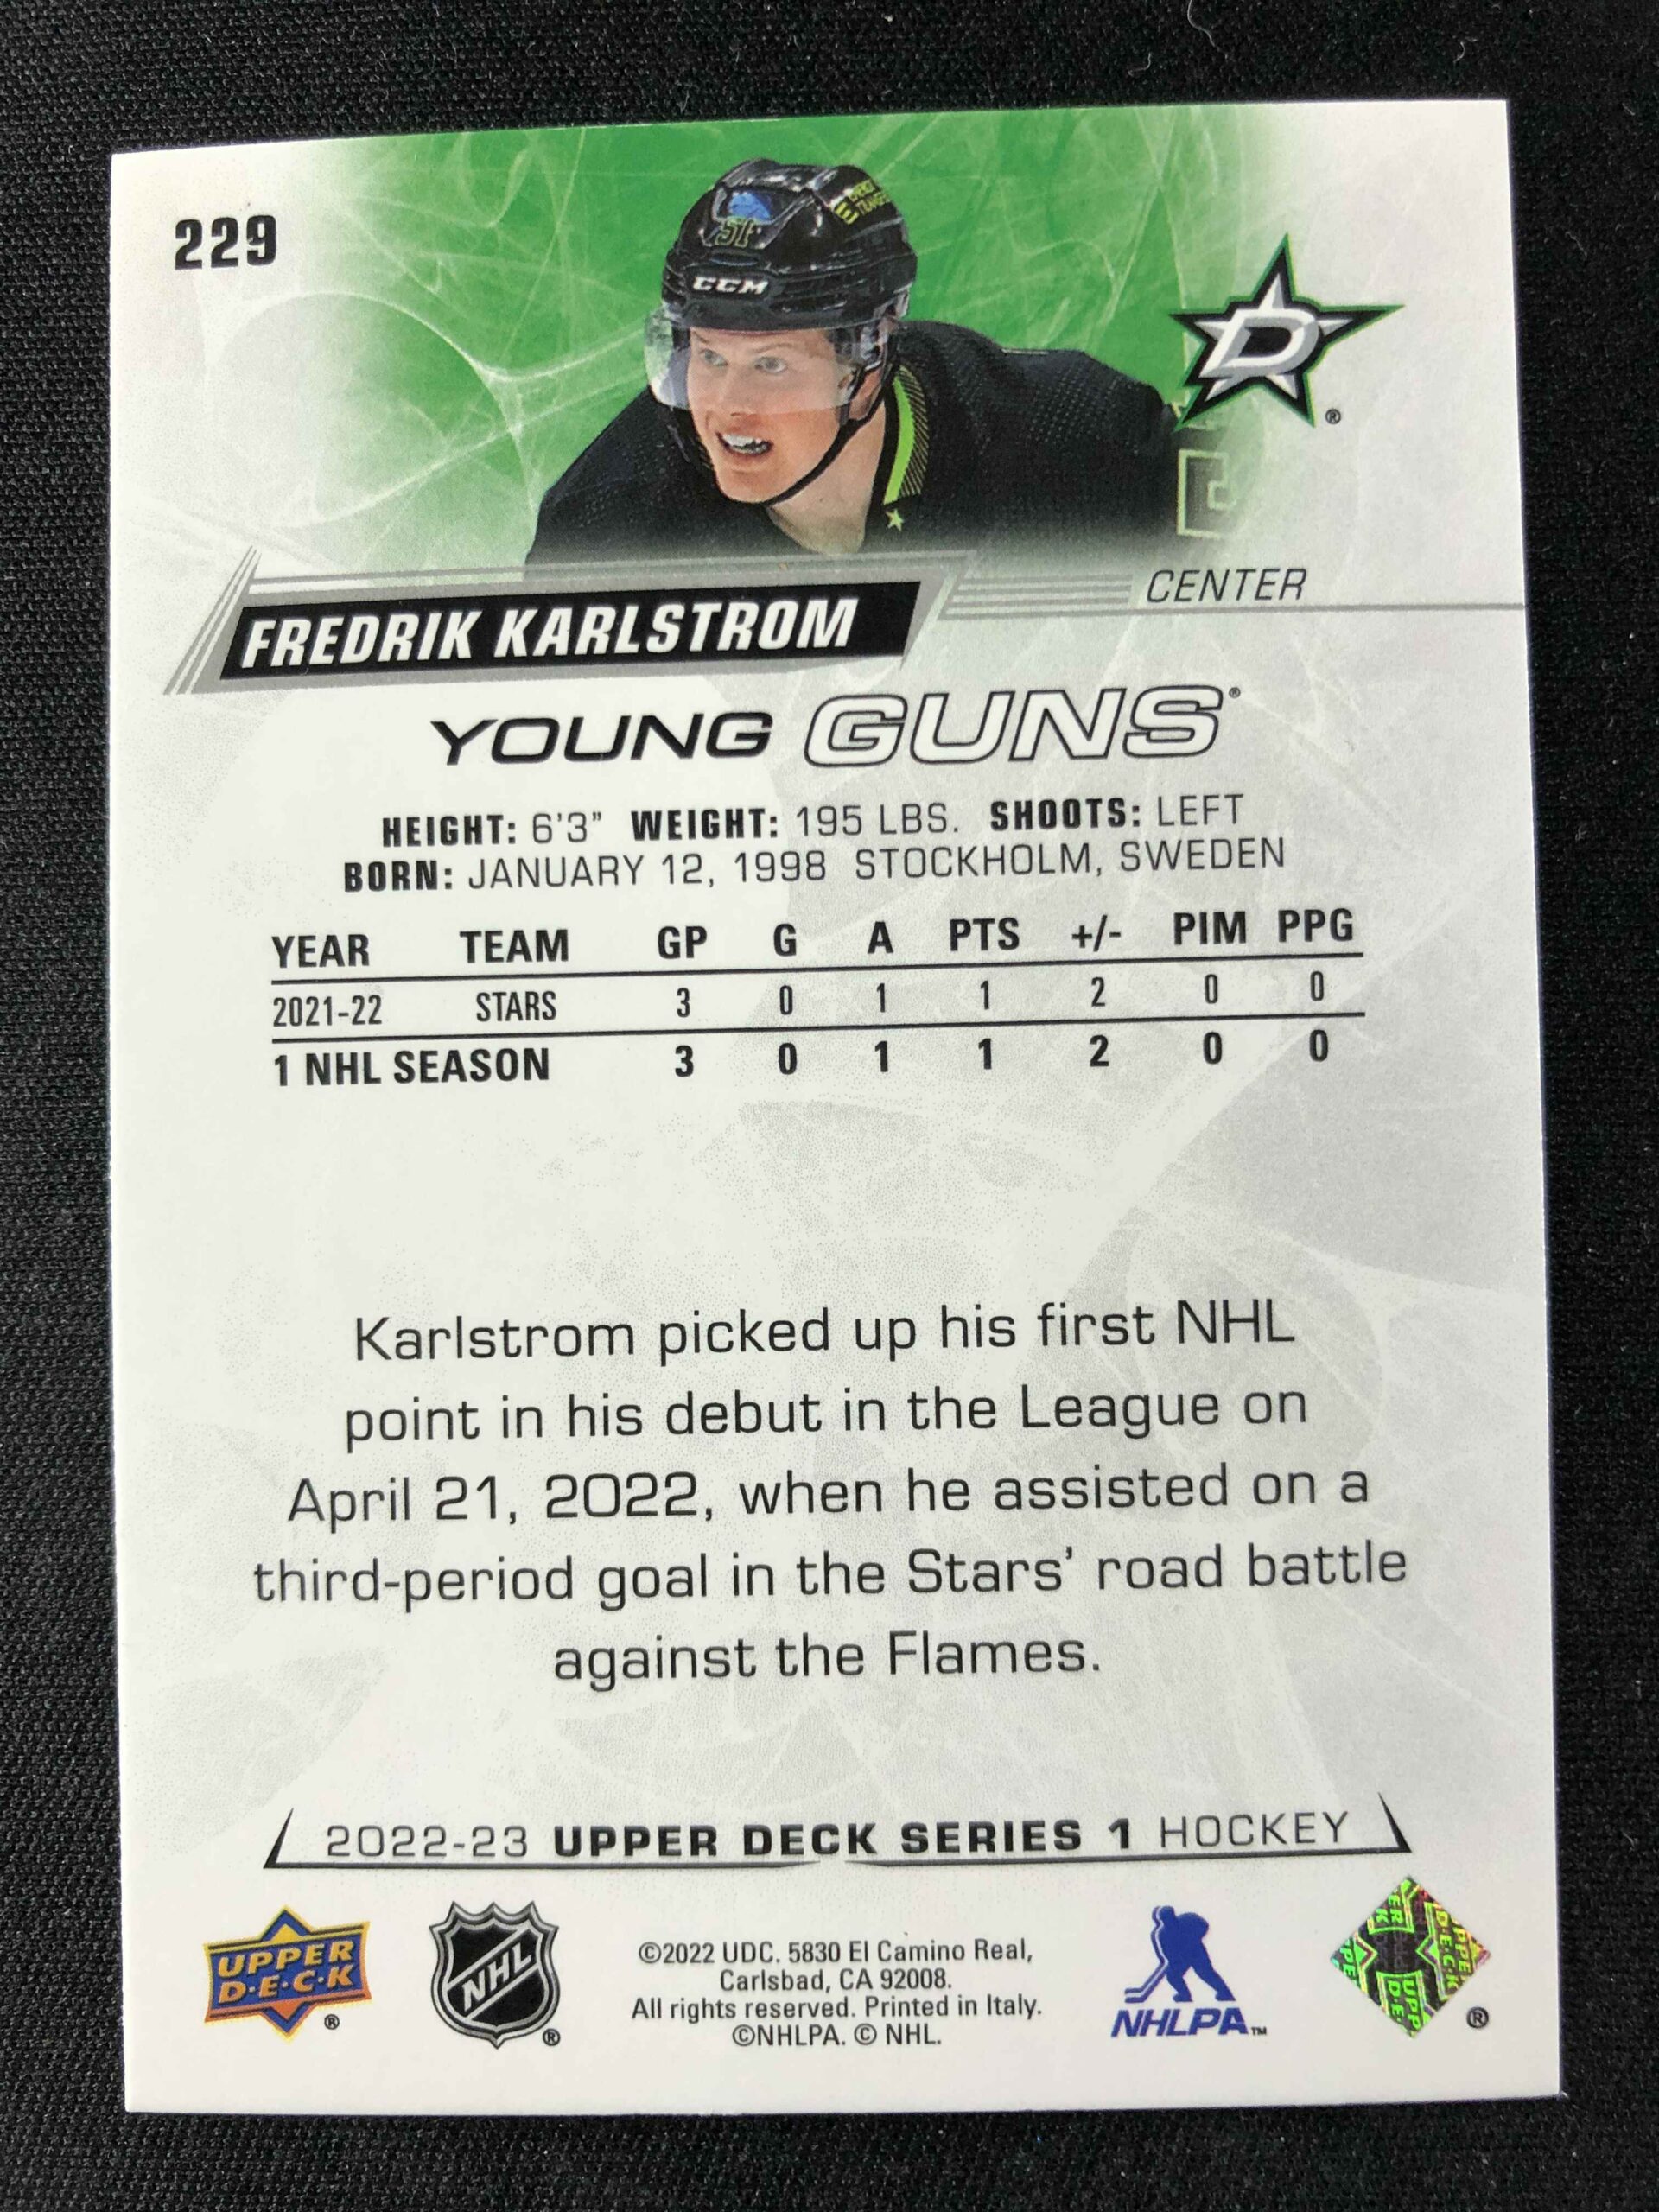 229
51
ENERGY
TRANSFER
CCM
D
®
CENTER
FREDRIK KARLSTROM
YOUNG GUNS®
HEIGHT: 6'3” WEIGHT: 195 LBS. SHOOTS: LEFT
BORN: JANUARY 12, 1998 STOCKHOLM, SWEDEN
YEAR TEAM GP G A PTS +/- PIM PPG
2021-22 STARS 3 0 1 1 2 0 0
1 NHL SEASON 3 0 1 1 2 0 0
Karlstrom picked up his first NHL
point in his debut in the League on
April 21, 2022, when he assisted on a
third-period goal in the Stars’ road battle
against the Flames.
2022-23 UPPER DECK SERIES 1 HOCKEY
UPPER
D·E·C·K
®
NHL
®
©2022 UDC. 5830 El Camino Real,
Carlsbad, CA 92008.
All rights reserved. Printed in Italy.
©NHLPA. © NHL.
NHLPA™
®